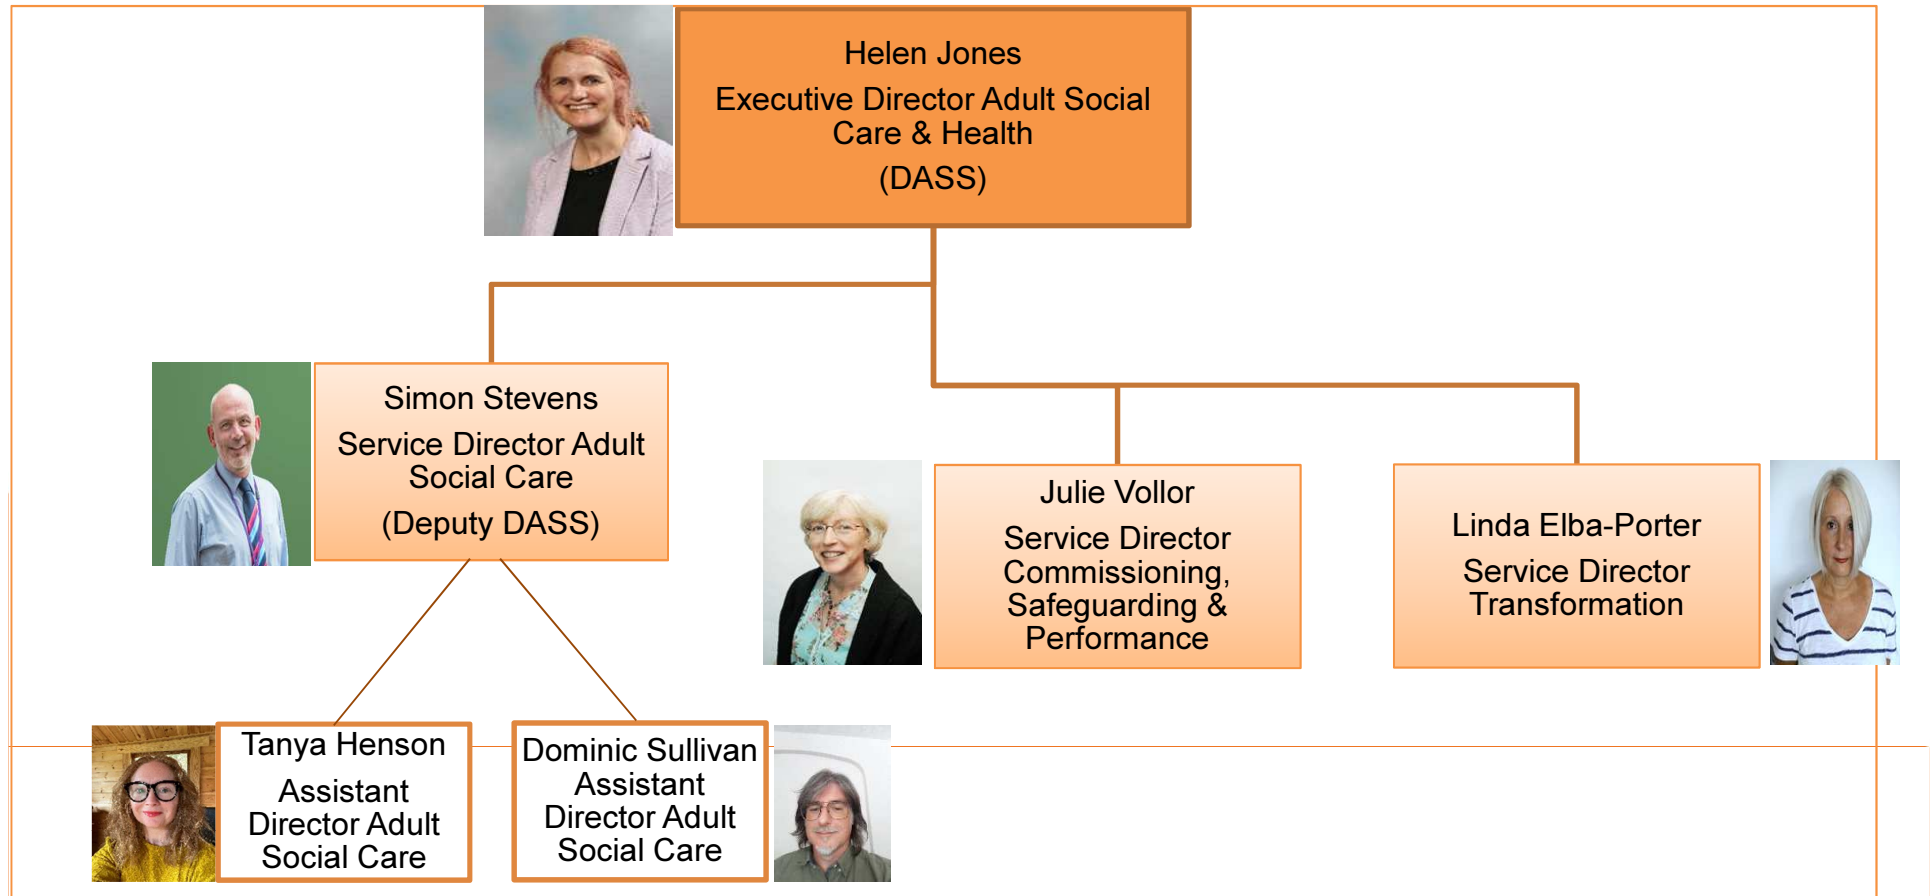 Helen Jones
Executive Director Adult Social
Care & Health
(DASS)
Simon Stevens
Service Director Adult
Social Care
(Deputy DASS)
Julie Vollor
Service Director
Commissioning,
Safeguarding &
Performance
Linda Elba-Porter
Service Director
Transformation
Tanya Henson
Assistant
Director Adult
Social Care
Dominic Sullivan
Assistant
Director Adult
Social Care